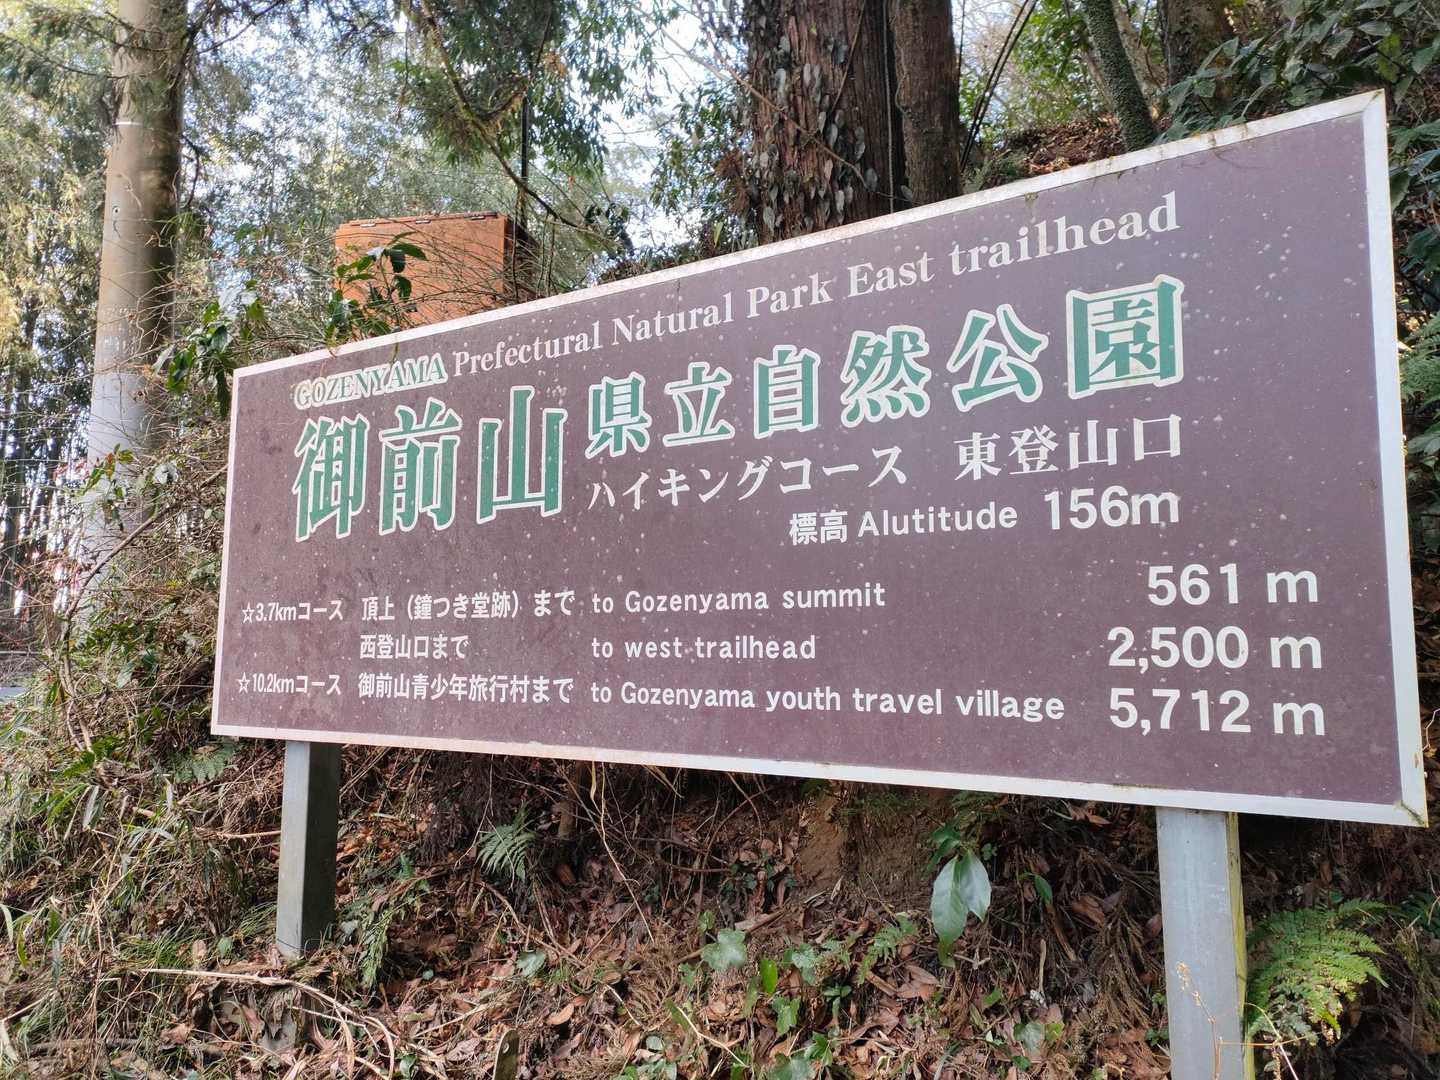 GOZENYAMA Prefectural Natural Park East trailhead
御前山 県立自然公園
ハイキングコース 東登山口
標高 Alutitude 156m
☆3.7kmコース 頂上（鐘つき堂跡）まで to Gozenyama summit 561 m
西登山口まで to west trailhead 2,500 m
☆10.2kmコース 御前山青少年旅行村まで to Gozenyama youth travel village 5,712 m